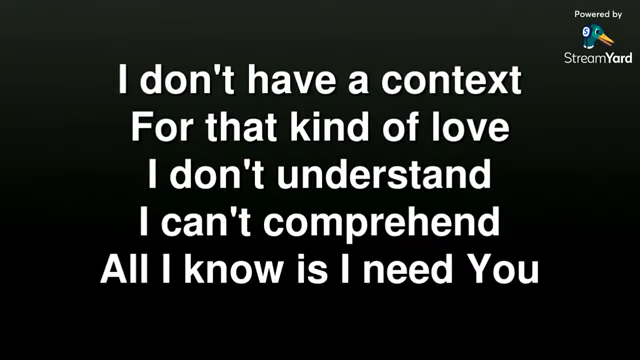 Powered by
StreamYard
I don't have a context
For that kind of love
I don't understand
I can't comprehend
All I know is I need You